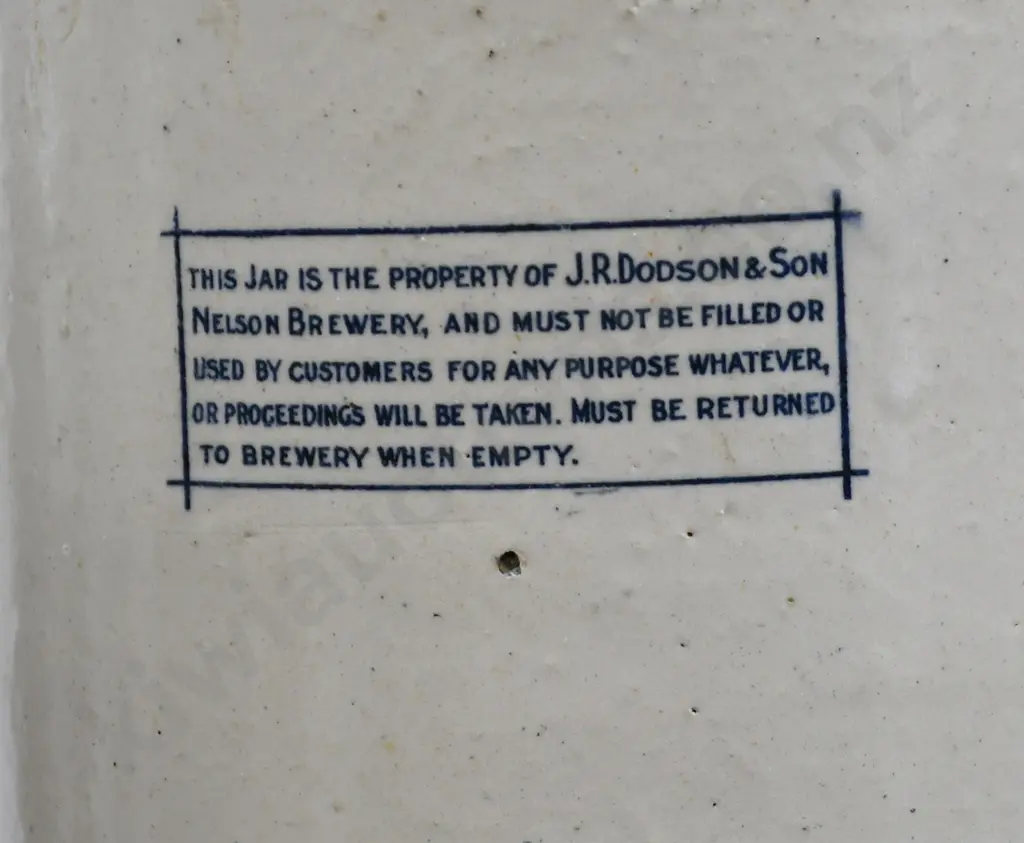 THIS JAR IS THE PROPERTY OF J.R.DODSON & SON
NELSON BREWERY, AND MUST NOT BE FILLED OR
USED BY CUSTOMERS FOR ANY PURPOSE WHATEVER,
OR PROCEEDINGS WILL BE TAKEN. MUST BE RETURNED
TO BREWERY WHEN EMPTY.